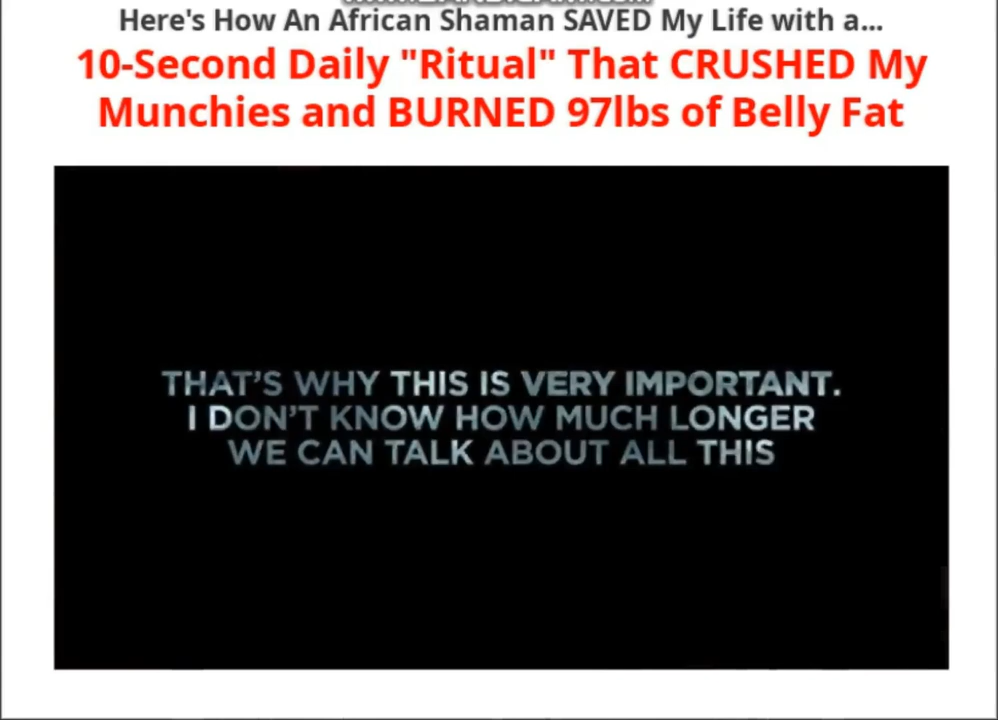 Here's How An African Shaman SAVED My Life with a...
10-Second Daily "Ritual" That CRUSHED My
Munchies and BURNED 97lbs of Belly Fat
THAT'S WHY THIS IS VERY IMPORTANT.
I DON'T KNOW HOW MUCH LONGER
WE CAN TALK ABOUT ALL THIS